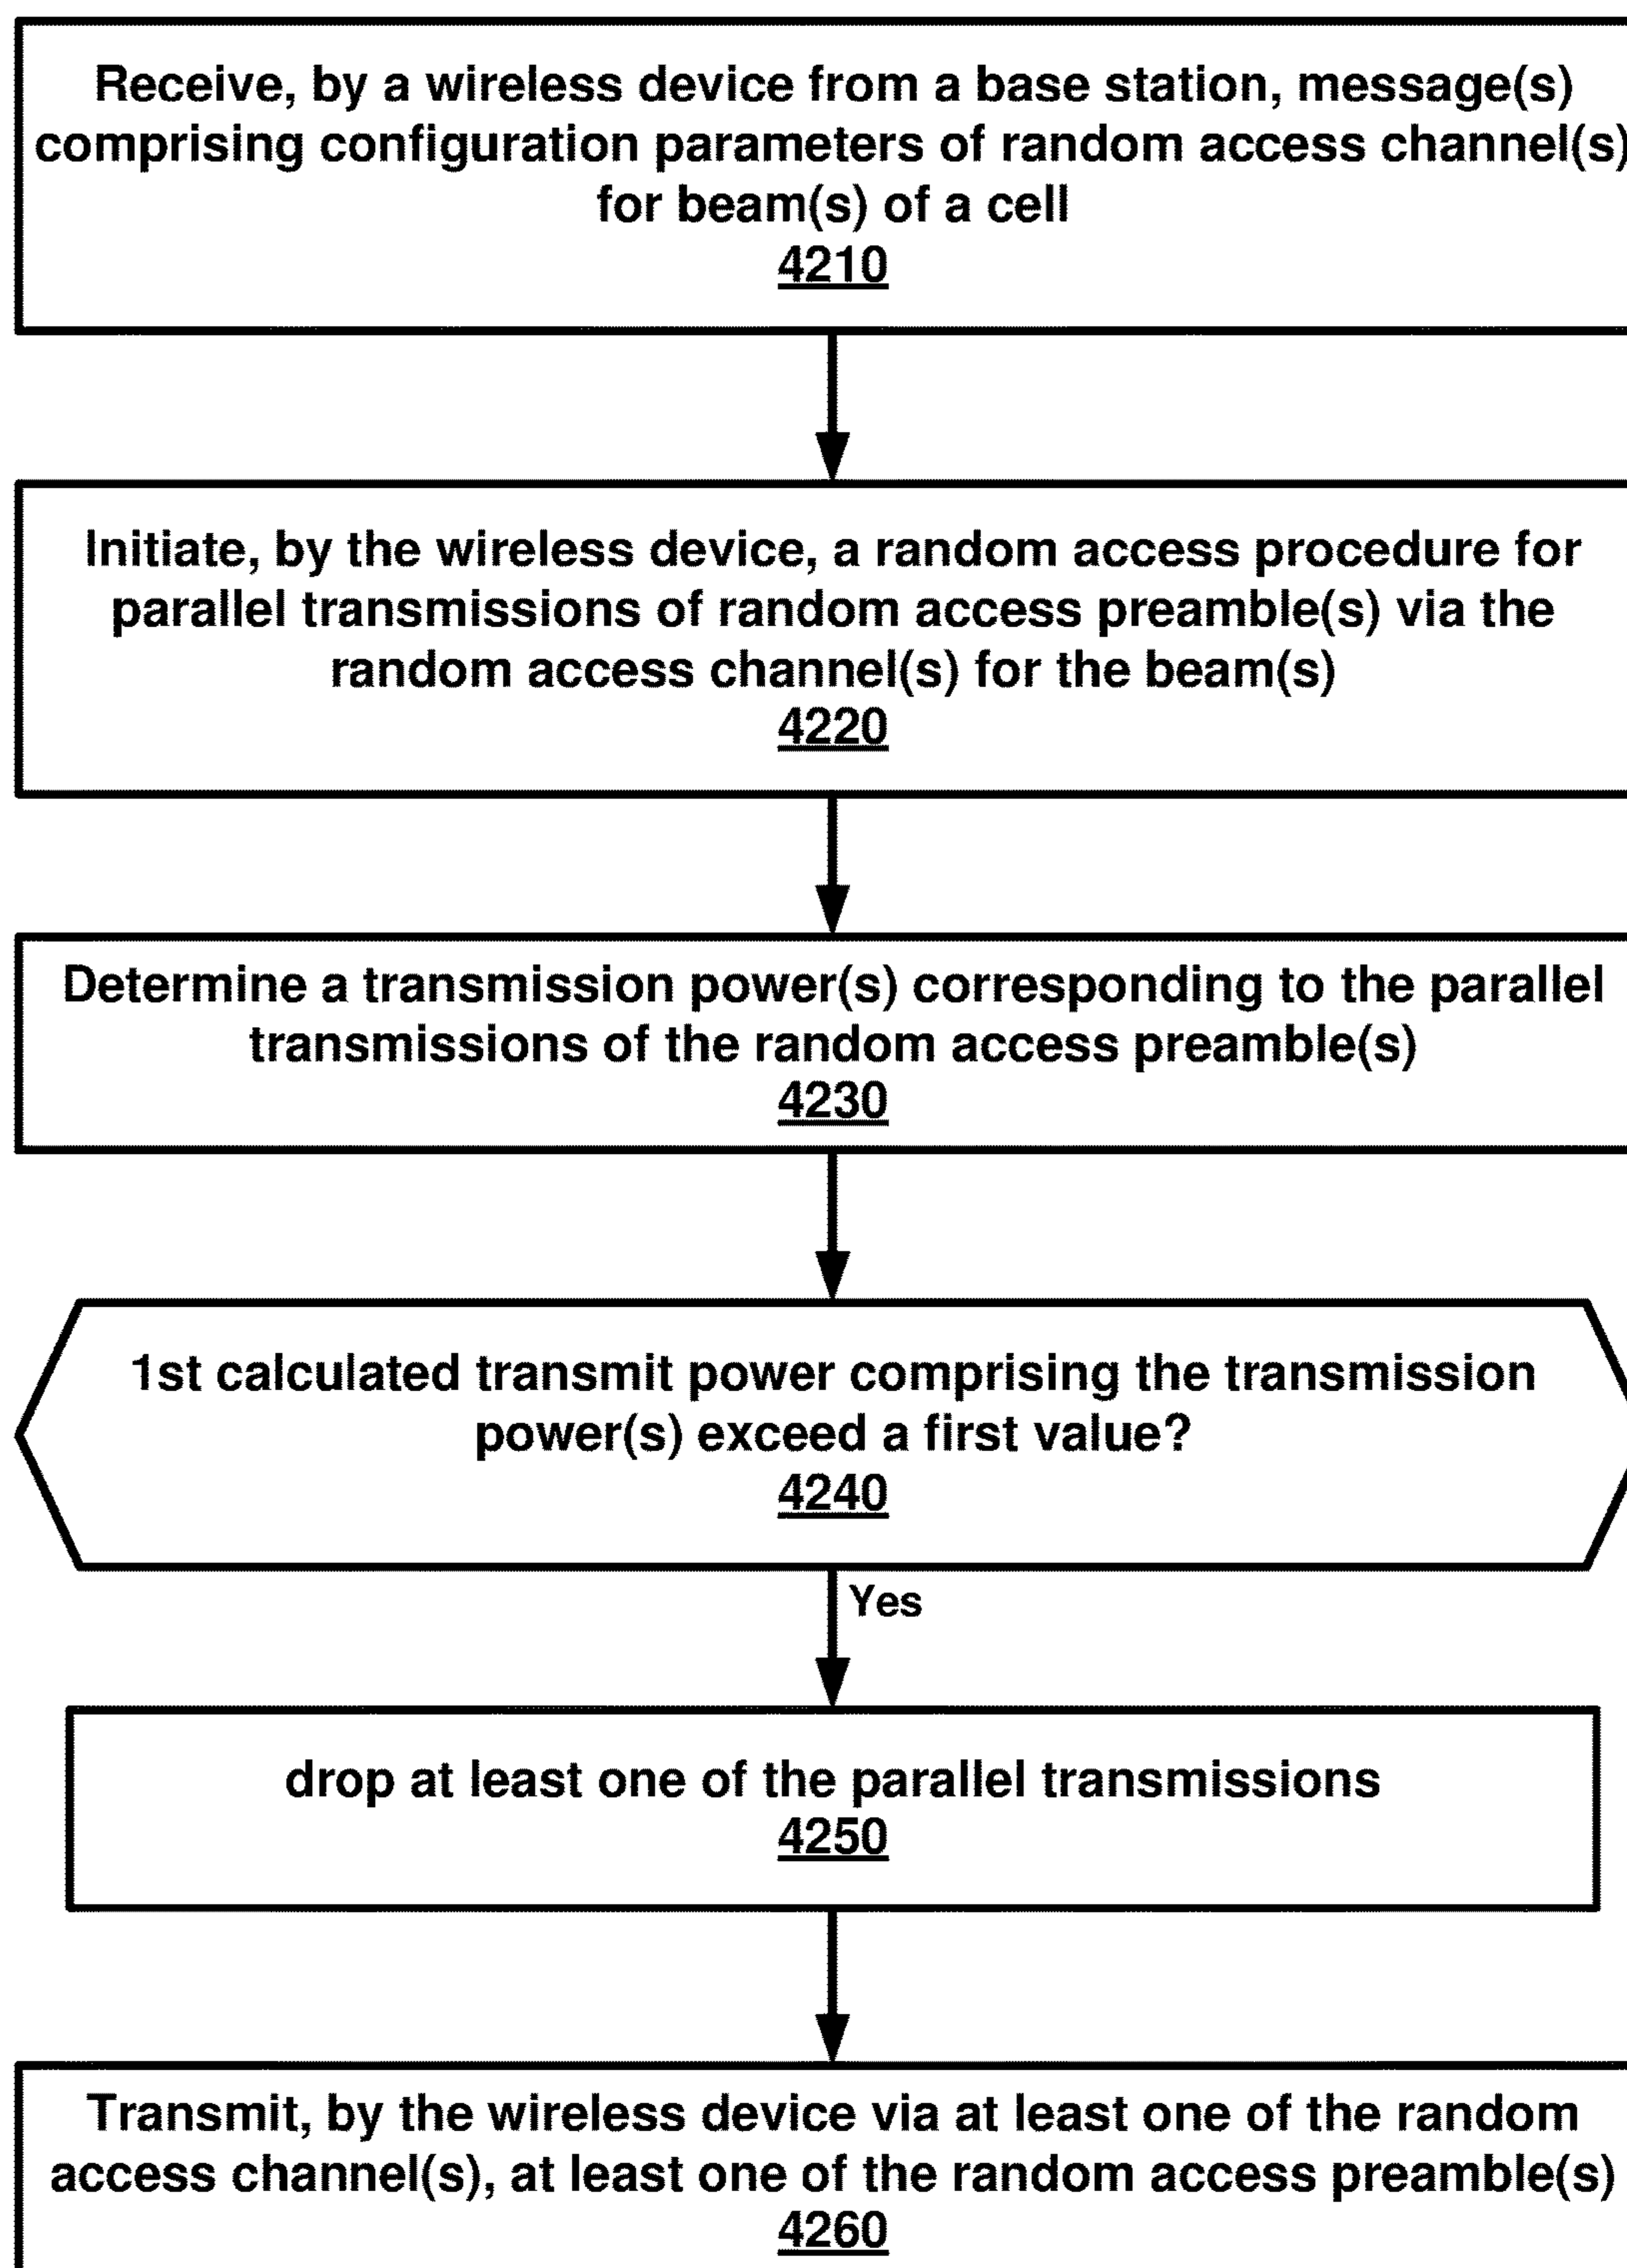 Receive, by a wireless device from a base station, message(s)
comprising configuration parameters of random access channel(s)
for beam(s) of a cell
4210
Initiate, by the wireless device, a random access procedure for
parallel transmissions of random access preamble(s) via the
random access channel(s) for the beam(s)
4220
Determine a transmission power(s) corresponding to the parallel
transmissions of the random access preamble(s)
4230
1st calculated transmit power comprising the transmission
power(s) exceed a first value?
4240
Yes
drop at least one of the parallel transmissions
4250
Transmit, by the wireless device via at least one of the random
access channel(s), at least one of the random access preamble(s)
4260